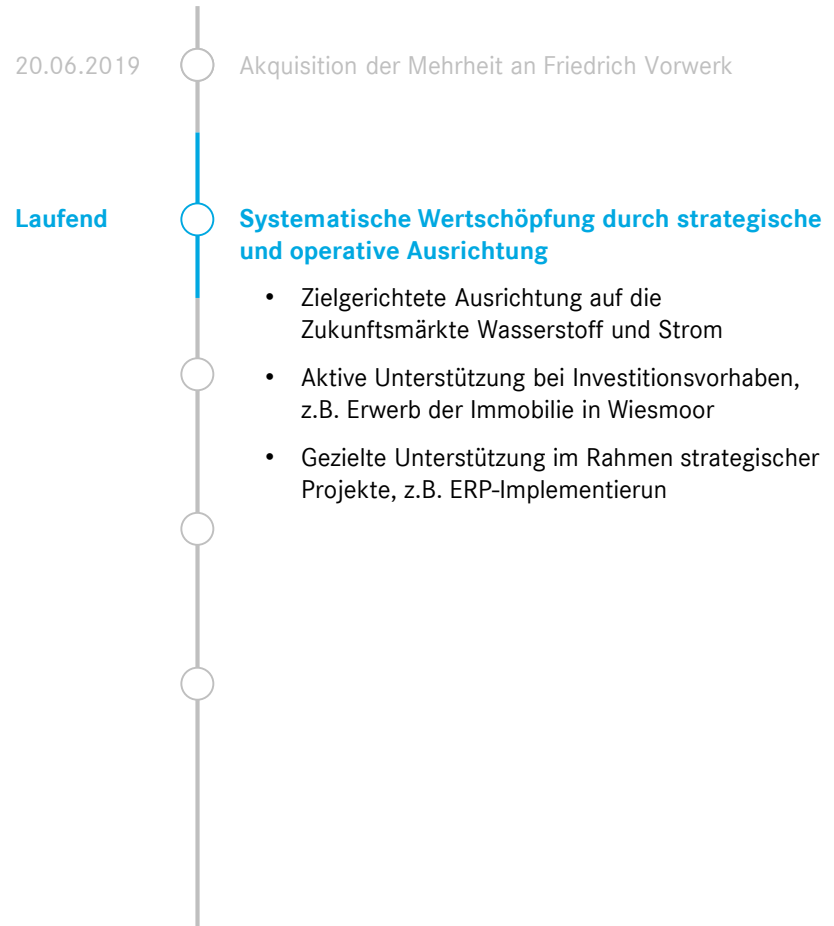 20.06.2019 Akquisition der Mehrheit an Friedrich Vorwerk
Laufend Systematische Wertschöpfung durch strategische
und operative Ausrichtung
• Zielgerichtete Ausrichtung auf die
Zukunftsmärkte Wasserstoff und Strom
• Aktive Unterstützung bei Investitionsvorhaben,
z.B. Erwerb der Immobilie in Wiesmoor
• Gezielte Unterstützung im Rahmen strategischer
Projekte, z.B. ERP-Implementierun